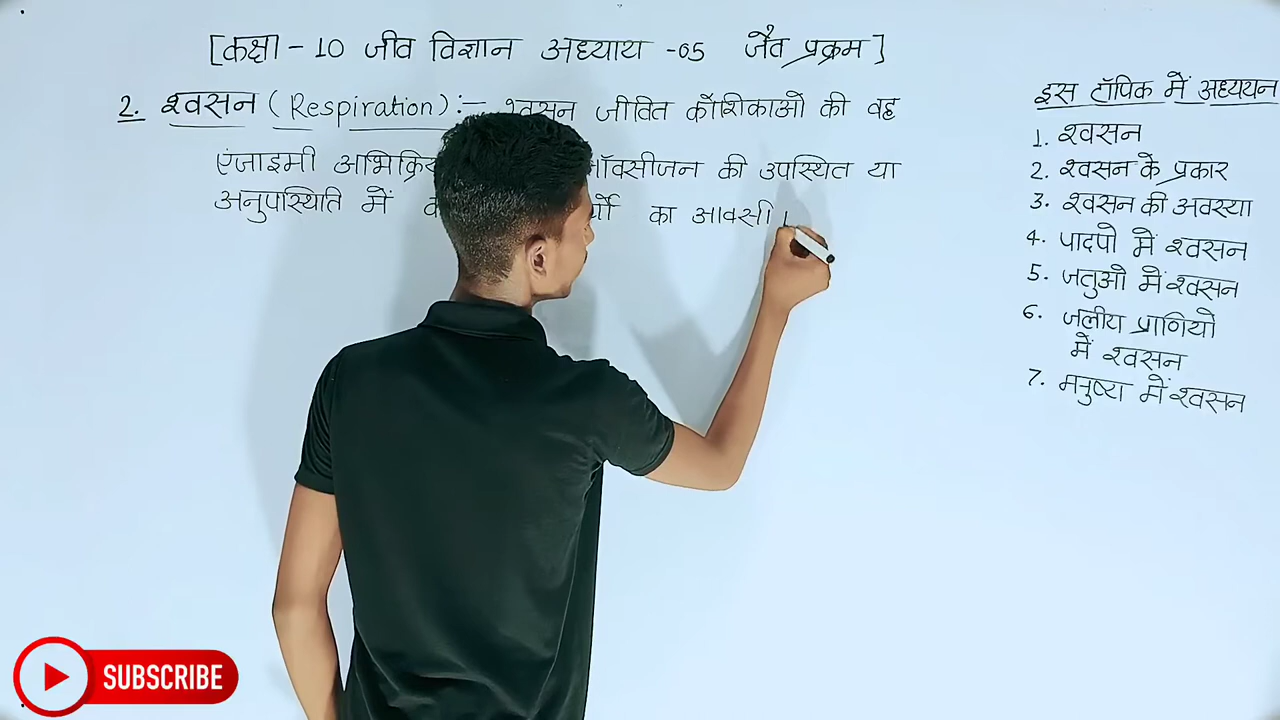 [कक्षा - 10 जीव विज्ञान अध्याय -05 जैव प्रक्रम]
2. श्वसन (Respiration) :- श्वसन जीवित कोशिकाओं की वह
एंजाइमी ऑक्सीजन की उपस्थित या
अनुपस्थिति में का आक्सी
इस टॉपिक में अध्ययन
1. श्वसन
2. श्वसन के प्रकार
3. श्वसन की अवस्था
4. पादपो में श्वसन
5. जतुओ में श्वसन
6. जलीय प्राणियो
में श्वसन
7. मनुष्य में श्वसन
SUBSCRIBE